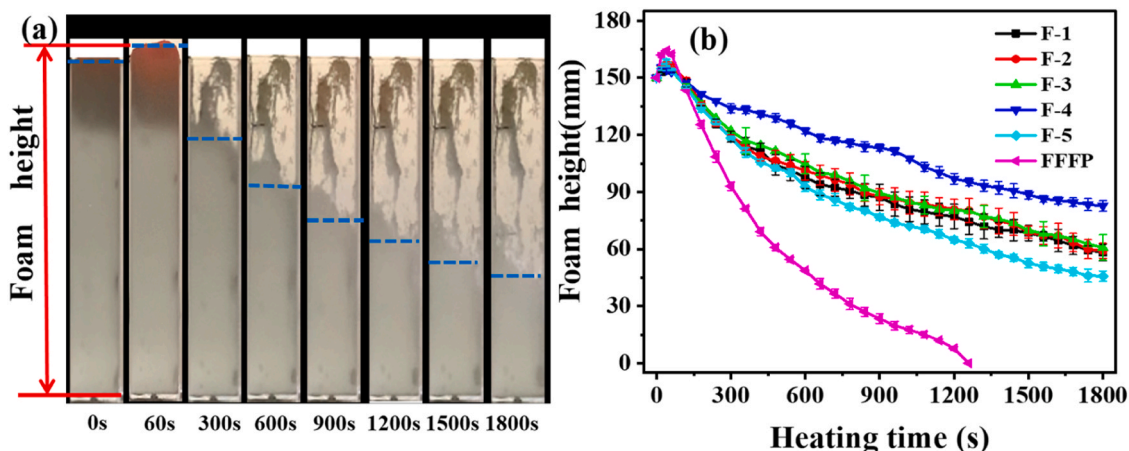 (a)
Foam height
0s 60s 300s 600s 900s 1200s 1500s 1800s
(b)
F-1
F-2
F-3
F-4
F-5
FFFP
Foam height(mm)
180
150
120
90
60
30
0
0 300 600 900 1200 1500 1800
Heating time (s)